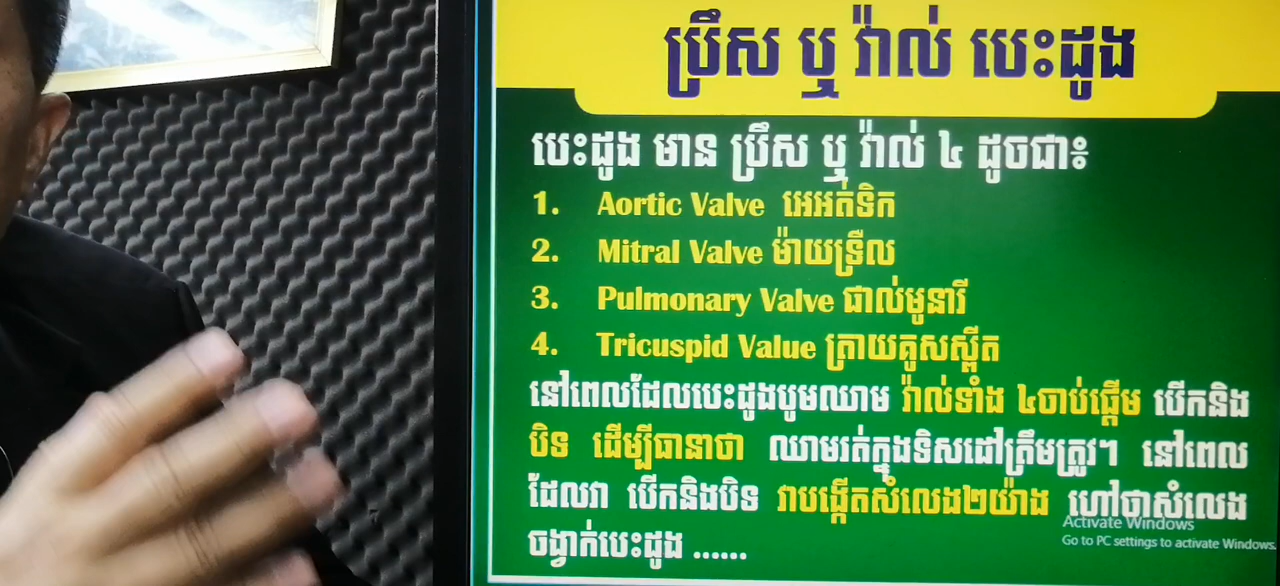 ប្រឹស ឬ វ៉ាល់ បេះដូង
បេះដូង មាន ប្រឹស ឬ វ៉ាល់ ៤ ដូចជា៖
1. Aortic Valve អេអត់ទិក
2. Mitral Valve ម៉ាយទ្រីល
3. Pulmonary Valve ផាល់មូនារី
4. Tricuspid Value ត្រាយគូសស្ពីត
នៅពេលដែលបេះដូងបូមឈាម វ៉ាល់ទាំង ៤ចាប់ផ្តើម បើកនិង
បិទ ដើម្បីធានាថា ឈាមរត់ក្នុងទិសដៅត្រឹមត្រូវ។ នៅពេល
ដែលវា បើកនិងបិទ វាបង្កើតសំលេង២យ៉ាង ហៅថាសំលេង
ចង្វាក់បេះដូង ......
Activate Windows
Go to PC settings to activate Windows.